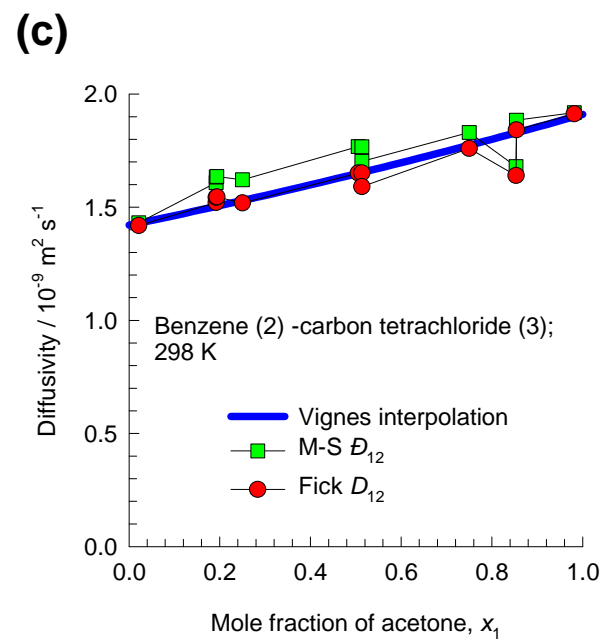 (c)
Diffusivity / 10⁻⁹ m² s⁻¹
2.0
1.5
1.0
0.5
0.0
Benzene (2) -carbon tetrachloride (3);
298 K
Vignes interpolation
M-S Đ₁₂
Fick D₁₂
0.0 0.2 0.4 0.6 0.8 1.0
Mole fraction of acetone, x₁